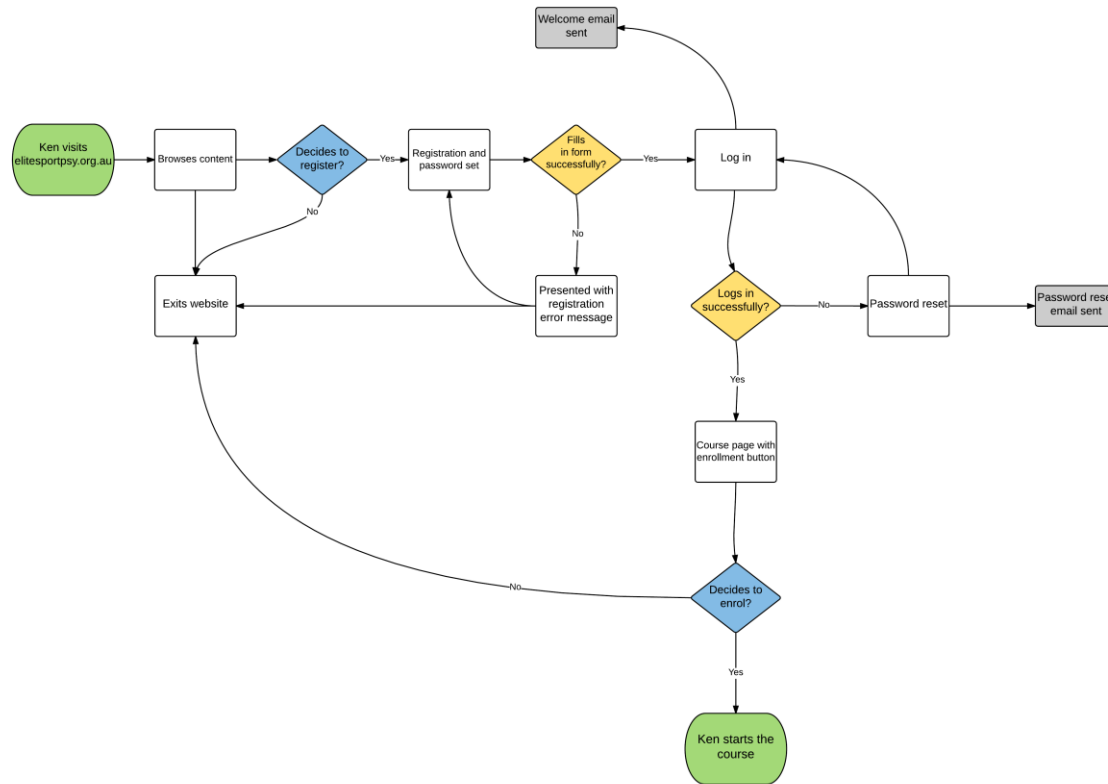 Welcome email
sent
Ken visits
elitesportpsy.org.au
Browses content
Decides to
register?
Yes
Registration and
password set
Fills
in form
successfully?
Yes
Log in
No
No
Exits website
Presented with
registration
error message
Logs in
successfully?
No
Password reset
Password rese
email sent
Yes
Course page with
enrollment button
No
Decides to
enrol?
Yes
Ken starts the
course